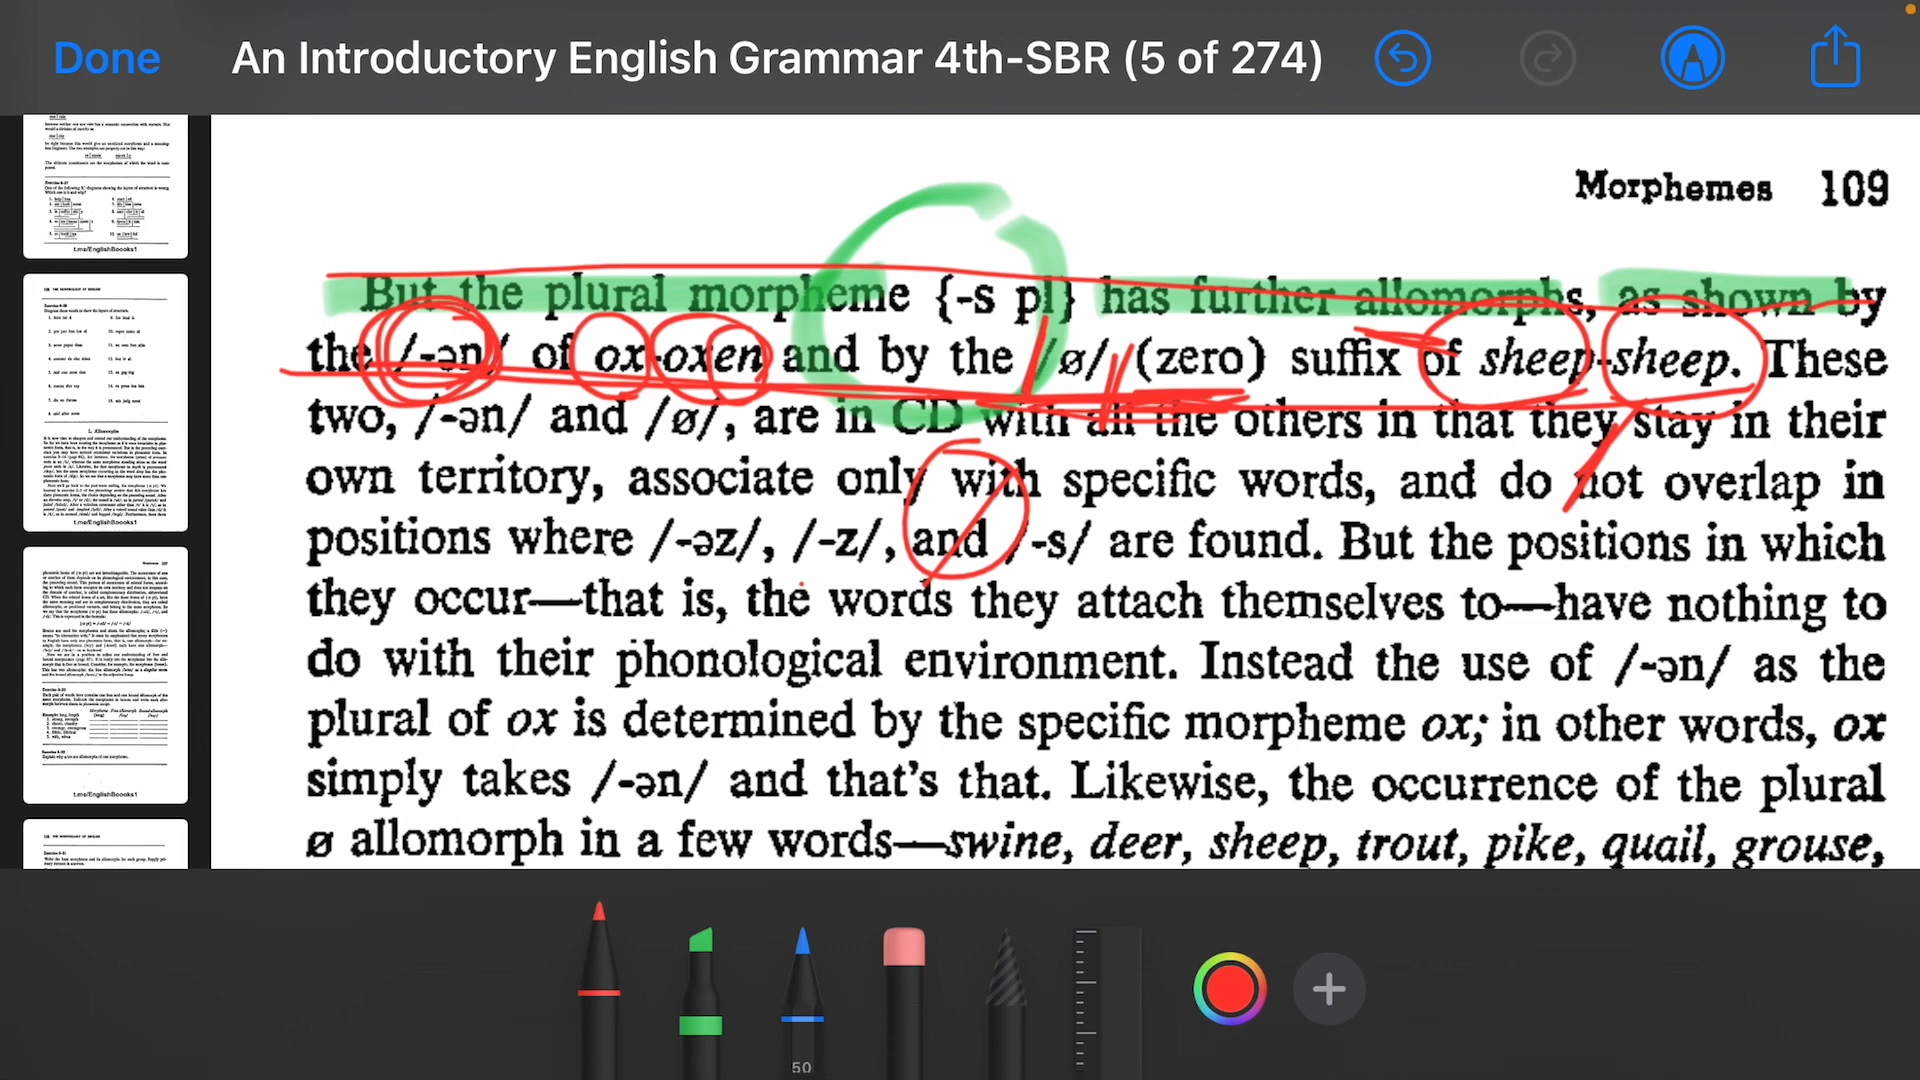 Done An Introductory English Grammar 4th-SBR (5 of 274)
Morphemes 109
But the plural morpheme {-s pl} has further allomorphs, as shown by
the /-ən/ of ox-oxen and by the /ø/ (zero) suffix of sheep-sheep. These
two, /-ən/ and /ø/, are in CD with all the others in that they stay in their
own territory, associate only with specific words, and do not overlap in
positions where /-əz/, /-z/, and /-s/ are found. But the positions in which
they occur—that is, the words they attach themselves to—have nothing to
do with their phonological environment. Instead the use of /-ən/ as the
plural of ox is determined by the specific morpheme ox; in other words, ox
simply takes /-ən/ and that's that. Likewise, the occurrence of the plural
ø allomorph in a few words—swine, deer, sheep, trout, pike, quail, grouse,
t.me/EnglishBoooks1
t.me/EnglishBoooks1
t.me/EnglishBoooks1
50